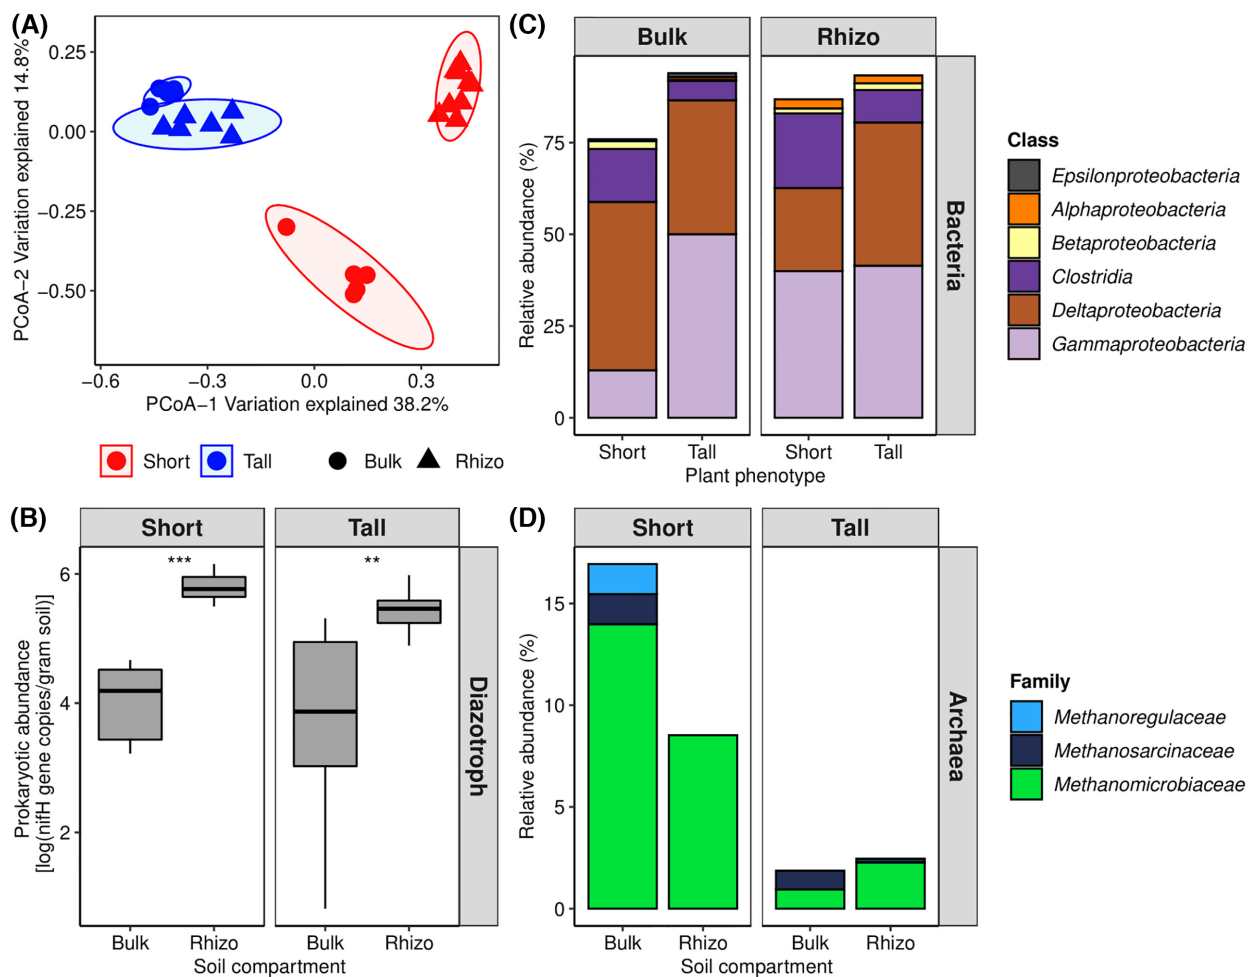 (A)
PCoA−2 Variation explained 14.8%
0.25
0.00
−0.25
−0.50
−0.6
−0.3
0.0
0.3
PCoA−1 Variation explained 38.2%
Short
Tall
Bulk
Rhizo
(C)
Bulk
Rhizo
Relative abundance (%)
75
50
25
0
Bacteria
Short
Tall
Short
Tall
Plant phenotype
Class
Epsilonproteobacteria
Alphaproteobacteria
Betaproteobacteria
Clostridia
Deltaproteobacteria
Gammaproteobacteria
(B)
Short
Tall
Prokaryotic abundance
[log(nifH gene copies/gram soil)]
6
4
2
***
**
Diazotroph
Bulk
Rhizo
Bulk
Rhizo
Soil compartment
(D)
Short
Tall
Relative abundance (%)
15
10
5
0
Archaea
Bulk
Rhizo
Bulk
Rhizo
Soil compartment
Family
Methanoregulaceae
Methanosarcinaceae
Methanomicrobiaceae